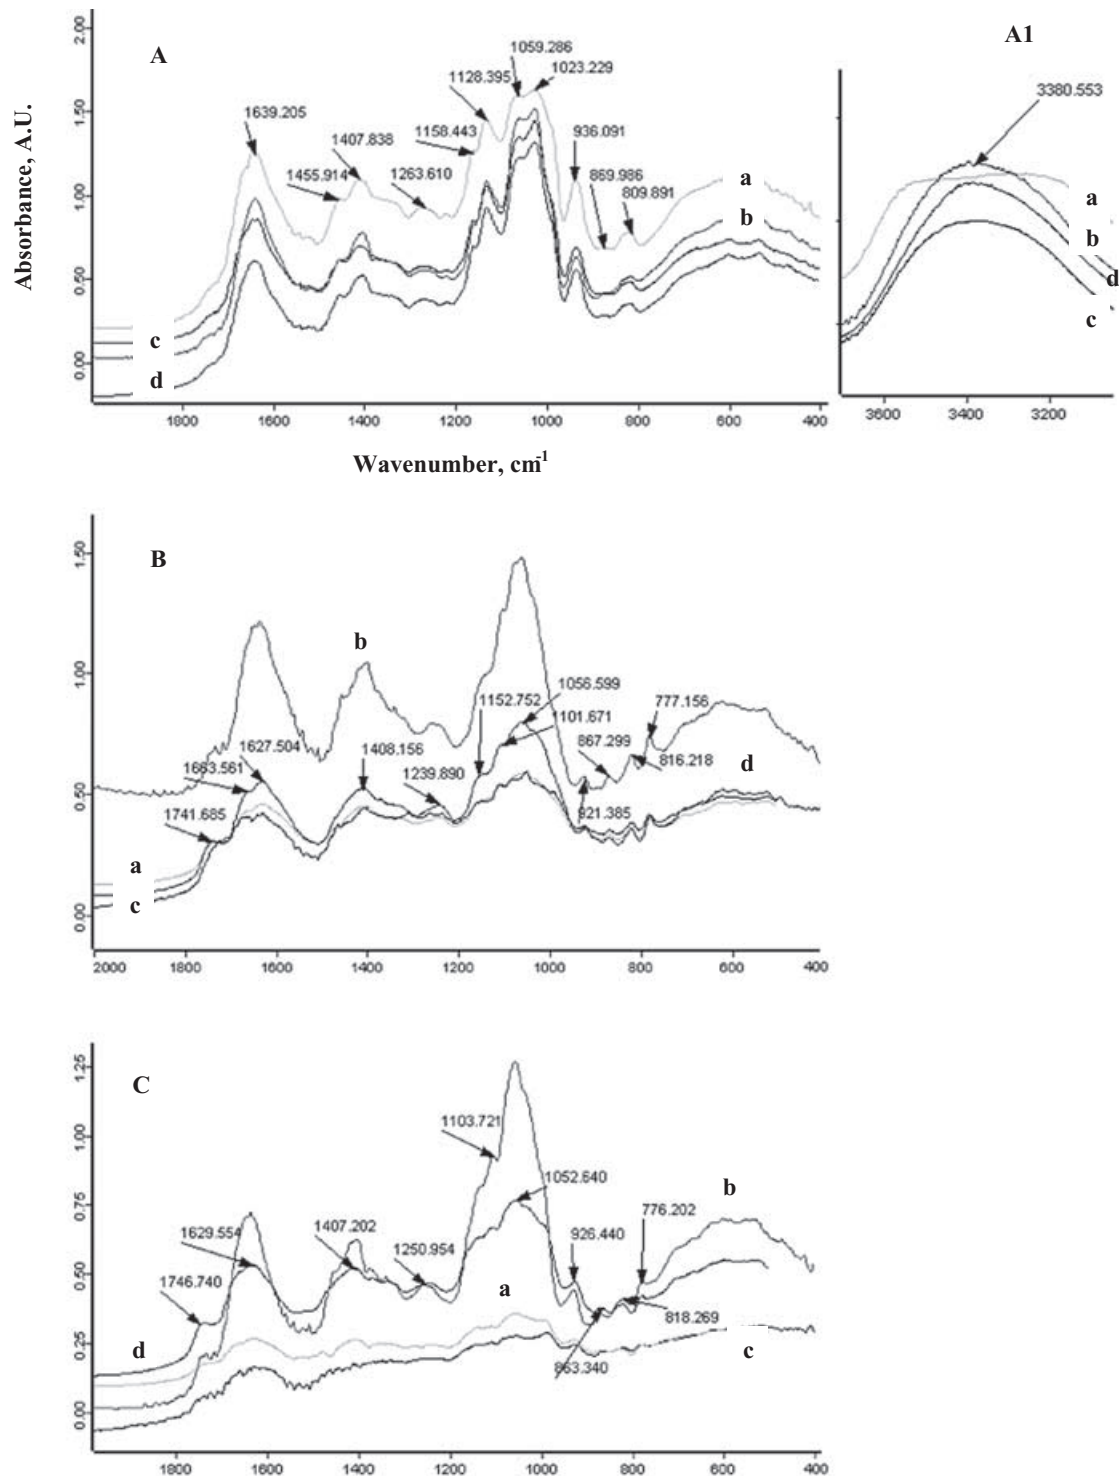 A
A1
2.00
1.50
1.00
0.50
0.00
Absorbance, A.U.
1639.205
1455.914
1407.838
1263.610
1158.443
1128.395
1059.286
1023.229
936.091
869.986
809.891
a
b
c
d
1800 1600 1400 1200 1000 800 600 400
3380.553
a
b
d
c
3600 3400 3200
Wavenumber, cm-1
B
1.50
1.00
0.50
0.00
b
1741.685
1663.561
1627.504
1408.156
1239.890
1152.752
1056.599
1101.671
867.299
777.156
816.218
921.385
d
a
c
2000 1800 1600 1400 1200 1000 800 600 400
C
1.25
1.00
0.75
0.50
0.25
0.00
1746.740
1629.554
1407.202
1250.954
1103.721
1052.640
926.440
776.202
818.269
863.340
b
a
d
c
1800 1600 1400 1200 1000 800 600 400